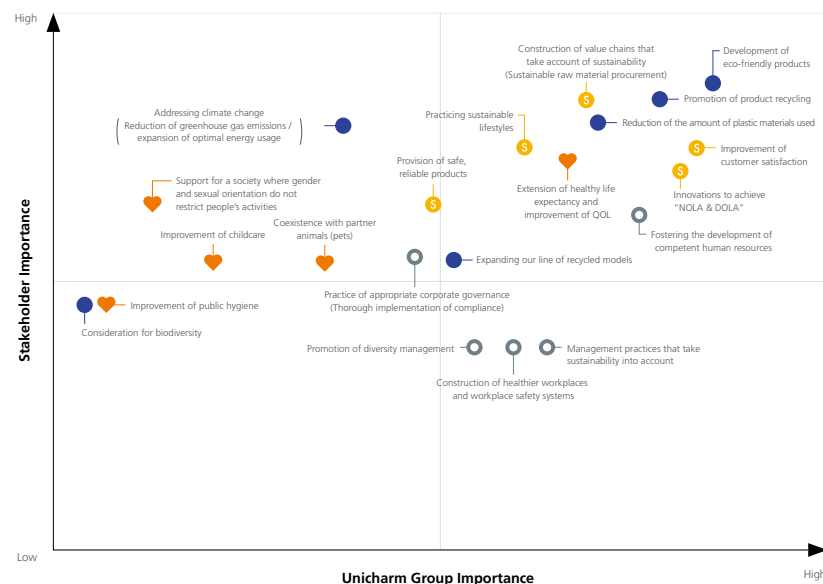 High
Construction of value chains that
take account of sustainability
(Sustainable raw material procurement)
Development of
eco-friendly products
Promotion of product recycling
Addressing climate change
(Reduction of greenhouse gas emissions /
expansion of optimal energy usage)
Practicing sustainable
lifestyles
Reduction of the amount of plastic materials used
Improvement of
customer satisfaction
Provision of safe,
reliable products
Support for a society where gender
and sexual orientation do not
restrict people's activities
Extension of healthy life
expectancy and
improvement of QOL
Innovations to achieve
“NOLA & DOLA”
Coexistence with partner
animals (pets)
Improvement of childcare
Fostering the development of
competent human resources
Expanding our line of recycled models
Practice of appropriate corporate governance
(Thorough implementation of compliance)
Improvement of public hygiene
Consideration for biodiversity
Promotion of diversity management
Management practices that take
sustainability into account
Construction of healthier workplaces
and workplace safety systems
S
S
S
S
S
Stakeholder Importance
Low
Unicharm Group Importance
High